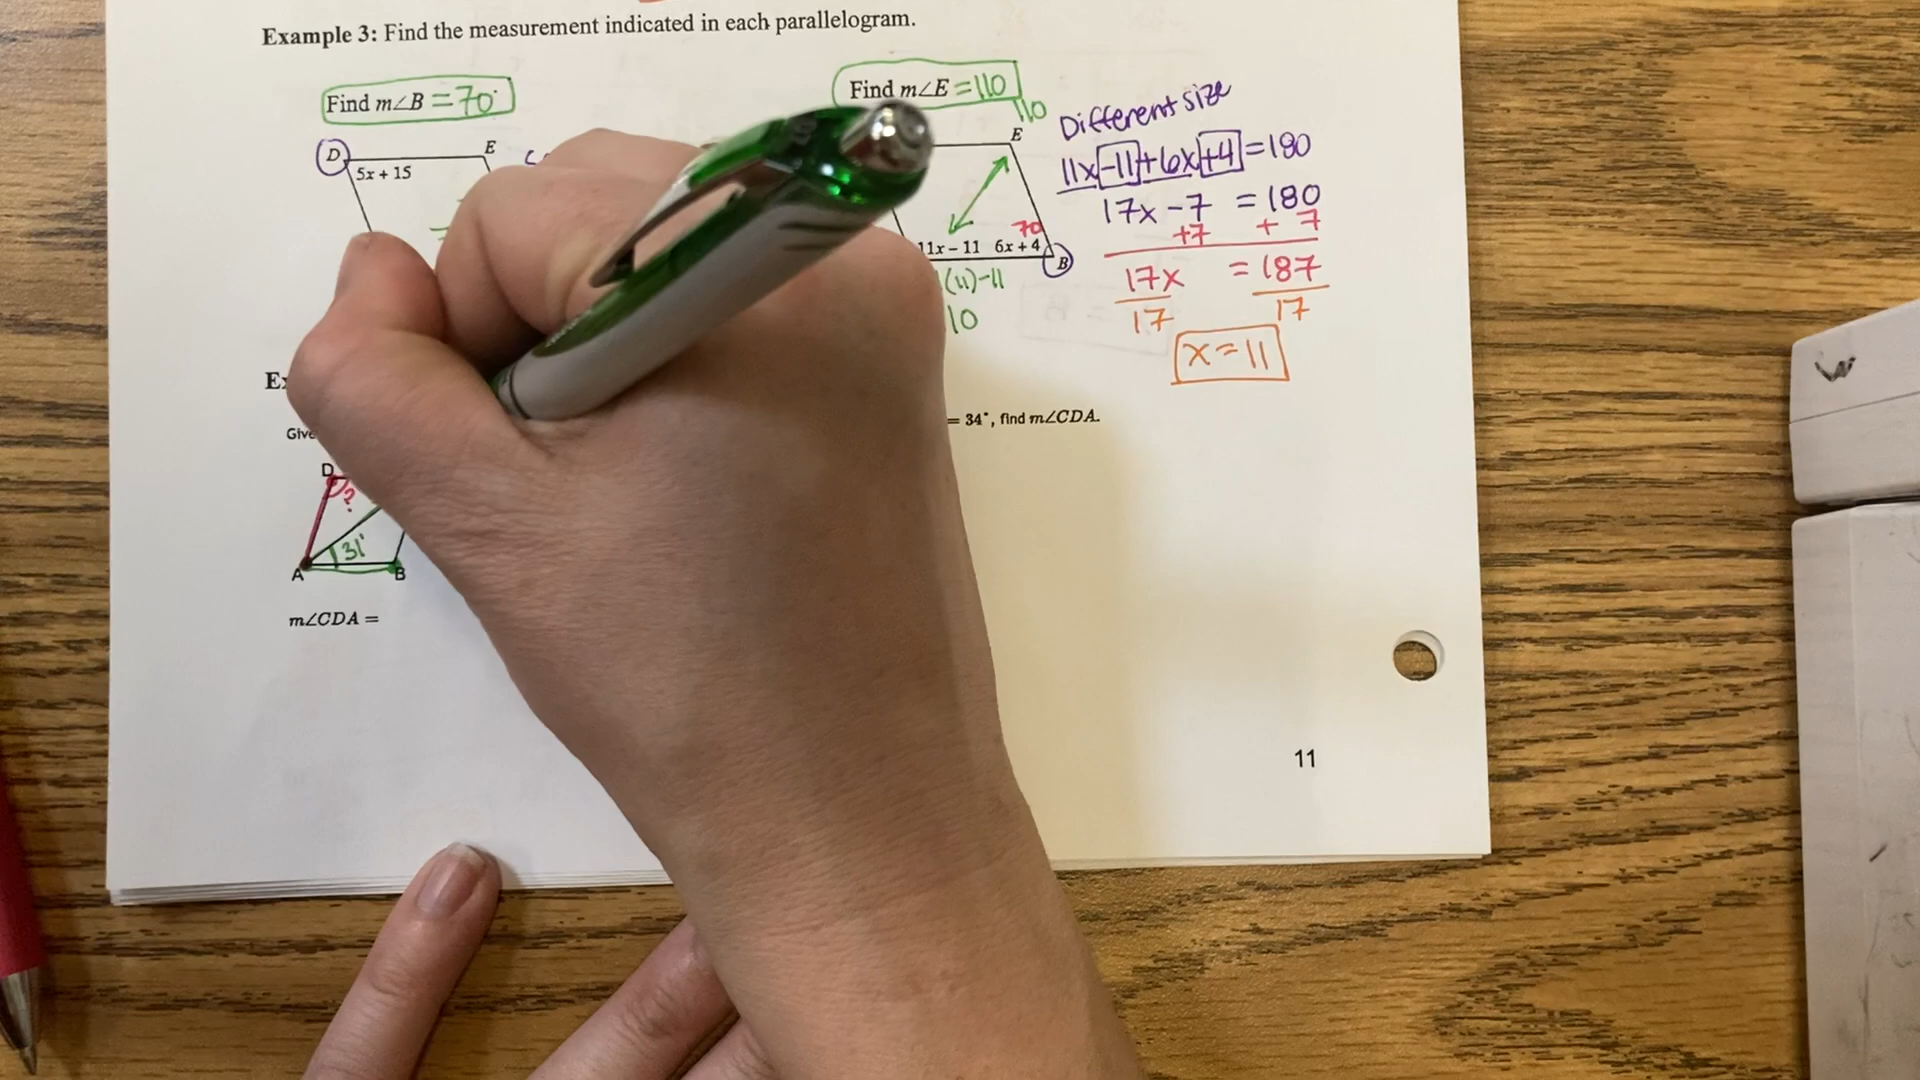 Example 3: Find the measurement indicated in each parallelogram.
Find m∠B = 70°
D
E
5x + 15
Find m∠E = 110
110
E
70
11x – 11 6x + 4
B
(11)-11
10
Different size
11x -11 + 6x +4 = 180
17x - 7 = 180
+7 + 7
17x = 187
17 17
x = 11
= 34°, find m∠CDA.
D
?
31°
A
B
m∠CDA =
11